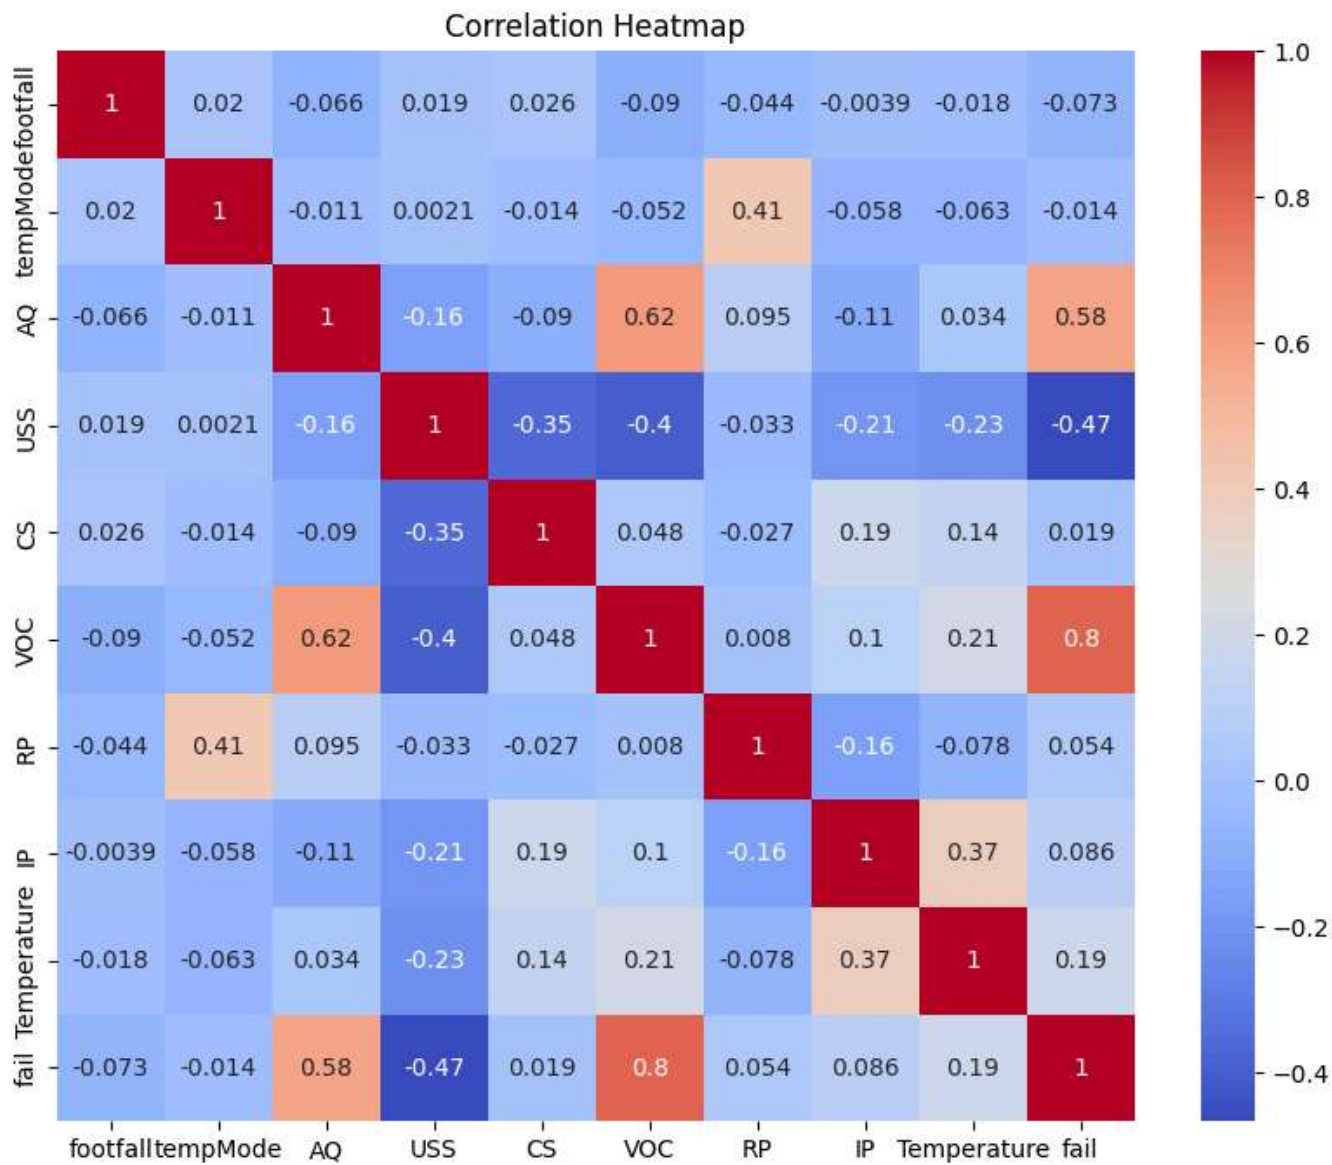 Correlation Heatmap
footfall 1 0.02 -0.066 0.019 0.026 -0.09 -0.044 -0.0039 -0.018 -0.073
tempMode 0.02 1 -0.011 0.0021 -0.014 -0.052 0.41 -0.058 -0.063 -0.014
AQ -0.066 -0.011 1 -0.16 -0.09 0.62 0.095 -0.11 0.034 0.58
USS 0.019 0.0021 -0.16 1 -0.35 -0.4 -0.033 -0.21 -0.23 -0.47
CS 0.026 -0.014 -0.09 -0.35 1 0.048 -0.027 0.19 0.14 0.019
VOC -0.09 -0.052 0.62 -0.4 0.048 1 0.008 0.1 0.21 0.8
RP -0.044 0.41 0.095 -0.033 -0.027 0.008 1 -0.16 -0.078 0.054
IP -0.0039 -0.058 -0.11 -0.21 0.19 0.1 -0.16 1 0.37 0.086
Temperature -0.018 -0.063 0.034 -0.23 0.14 0.21 -0.078 0.37 1 0.19
fail -0.073 -0.014 0.58 -0.47 0.019 0.8 0.054 0.086 0.19 1
footfall tempMode AQ USS CS VOC RP IP Temperature fail
1.0
0.8
0.6
0.4
0.2
0.0
−0.2
−0.4